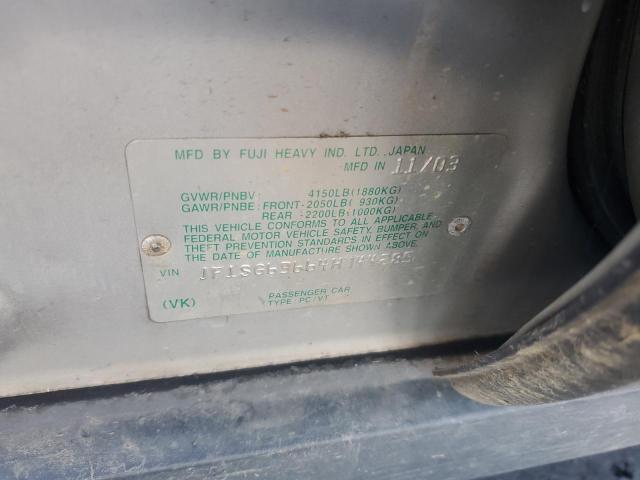 MFD BY FUJI HEAVY IND. LTD. JAPAN
MFD IN 11/03
GVWR/PNBV: 4150LB(1880KG)
GAWR/PNBE: FRONT-2050LB( 930KG)
REAR -2200LB(1000KG)
THIS VEHICLE CONFORMS TO ALL APPLICABLE
FEDERAL MOTOR VEHICLE SAFETY, BUMPER, AND
THEFT PREVENTION STANDARDS IN EFFECT ON
THE DATE OF MANUFACTURE SHOWN ABOVE.
VIN
(VK)
PASSENGER CAR
TYPE: PC/VT